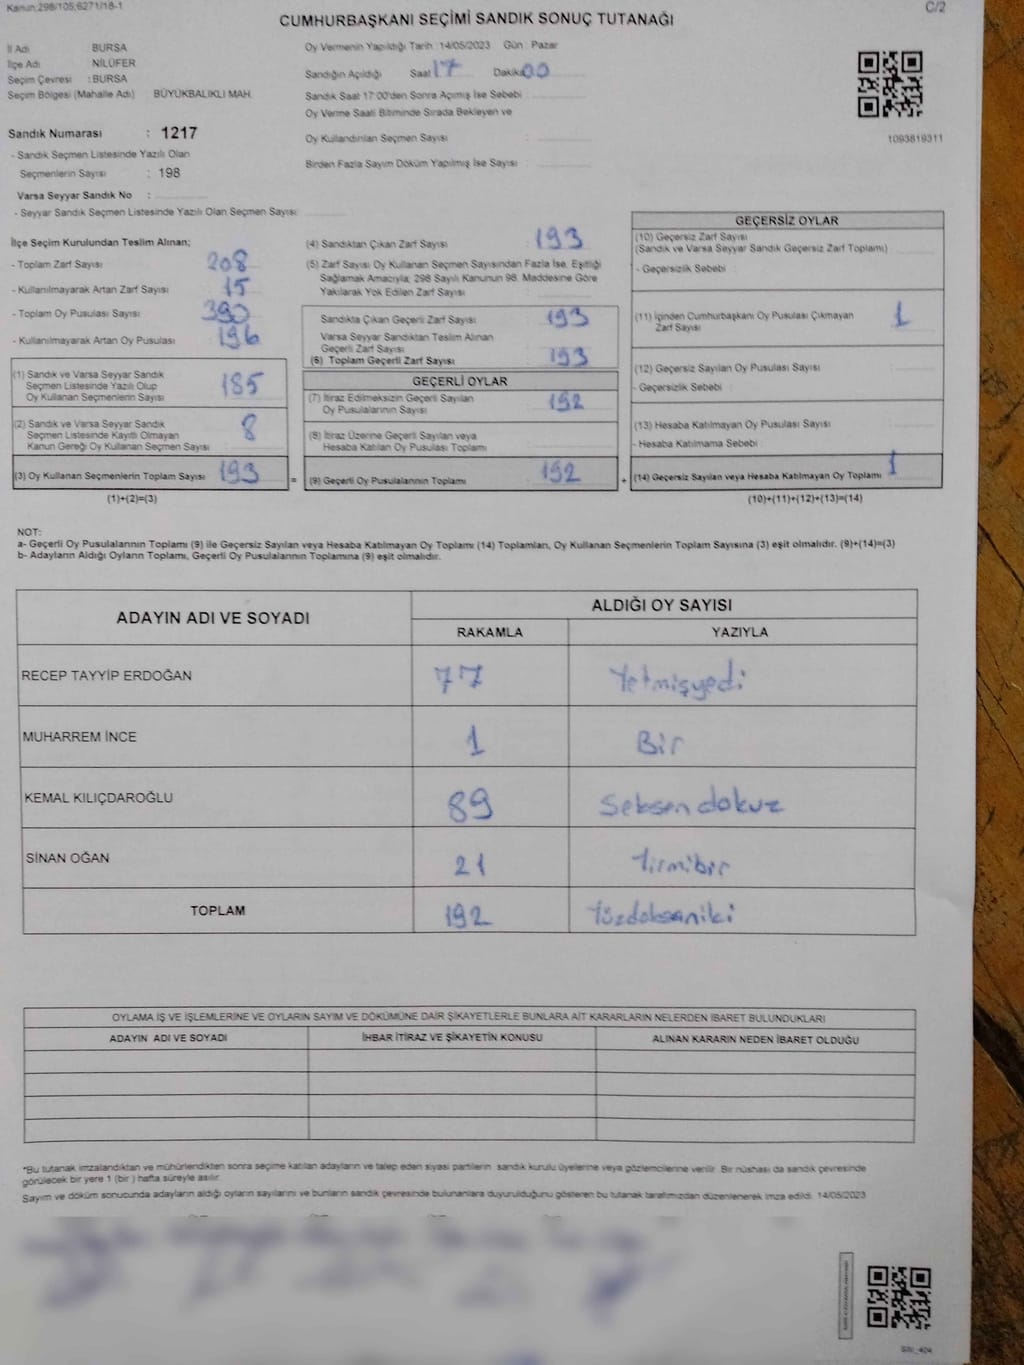 Kanun:298/105,6271/18-1
C/2
CUMHURBAŞKANI SEÇİMİ SANDIK SONUÇ TUTANAĞI
İl Adı BURSA
İlçe Adı NİLÜFER
Seçim Çevresi : BURSA
Seçim Bölgesi (Mahalle Adı) BÜYÜKBALIKLI MAH.
Sandık Numarası : 1217
- Sandık Seçmen Listesinde Yazılı Olan
Seçmenlerin Sayısı : 198
Varsa Seyyar Sandık No :
- Seyyar Sandık Seçmen Listesinde Yazılı Olan Seçmen Sayısı:
Oy Vermenin Yapıldığı Tarih :14/05/2023 Gün : Pazar
Sandığın Açıldığı Saat 17 Dakika 00
Sandık Saat 17:00'den Sonra Açımış İse Sebebi :
Oy Verme Saati Bitiminde Sırada Bekleyen ve
Oy Kullandırılan Seçmen Sayısı :
Birden Fazla Sayım Döküm Yapılmış İse Sayısı :
1093819311
İlçe Seçim Kurulundan Teslim Alınan;
- Toplam Zarf Sayısı 208
- Kullanılmayarak Artan Zarf Sayısı 15
- Toplam Oy Pusulası Sayısı 390
- Kullanılmayarak Artan Oy Pusulası 196
(1) Sandık ve Varsa Seyyar Sandık
Seçmen Listesinde Yazılı Olup
Oy Kullanan Seçmenlerin Sayısı 185
(2) Sandık ve Varsa Seyyar Sandık
Seçmen Listesinde Kayıtlı Olmayan
Kanun Gereği Oy Kullanan Seçmen Sayısı 8
(3) Oy Kullanan Seçmenlerin Toplam Sayısı 193
(1)+(2)=(3)
(4) Sandıktan Çıkan Zarf Sayısı 193
(5) Zarf Sayısı Oy Kullanan Seçmen Sayısından Fazla İse, Eşitliği
Sağlamak Amacıyla; 298 Sayılı Kanunun 98. Maddesine Göre
Yakılarak Yok Edilen Zarf Sayısı
Sandıkta Çıkan Geçerli Zarf Sayısı 193
Varsa Seyyar Sandıktan Teslim Alınan
Geçerli Zarf Sayısı
(6) Toplam Geçerli Zarf Sayısı 193
GEÇERLİ OYLAR
(7) İtiraz Edilmeksizin Geçerli Sayılan
Oy Pusulalarının Sayısı 192
(8) İtiraz Üzerine Geçerli Sayılan veya
Hesaba Katılan Oy Pusulası Toplamı
= (9) Geçerli Oy Pusulalarının Toplamı 192
GEÇERSİZ OYLAR
(10) Geçersiz Zarf Sayısı
(Sandık ve Varsa Seyyar Sandık Geçersiz Zarf Toplamı)
- Geçersizlik Sebebi :
(11) İçinden Cumhurbaşkanı Oy Pusulası Çıkmayan
Zarf Sayısı 1
(12) Geçersiz Sayılan Oy Pusulası Sayısı
- Geçersizlik Sebebi :
(13) Hesaba Katılmayan Oy Pusulası Sayısı
- Hesaba Katılmama Sebebi :
+ (14) Geçersiz Sayılan veya Hesaba Katılmayan Oy Toplamı 1
(10)+(11)+(12)+(13)=(14)
NOT:
a- Geçerli Oy Pusulalarının Toplamı (9) ile Geçersiz Sayılan veya Hesaba Katılmayan Oy Toplamı (14) Toplamları, Oy Kullanan Seçmenlerin Toplam Sayısına (3) eşit olmalıdır. (9)+(14)=(3)
b- Adayların Aldığı Oyların Toplamı, Geçerli Oy Pusulalarının Toplamına (9) eşit olmalıdır.
ADAYIN ADI VE SOYADI ALDIĞI OY SAYISI
RAKAMLA YAZIYLA
RECEP TAYYİP ERDOĞAN 77 Yetmişyedi
MUHARREM İNCE 1 Bir
KEMAL KILIÇDAROĞLU 89 Seksen dokuz
SİNAN OĞAN 21 Yirmibir
TOPLAM 192 Yüzdoksaniki
OYLAMA İŞ VE İŞLEMLERİNE VE OYLARIN SAYIM VE DÖKÜMÜNE DAİR ŞİKAYETLERLE BUNLARA AİT KARARLARIN NELERDEN İBARET BULUNDUKLARI
ADAYIN ADI VE SOYADI İHBAR İTİRAZ VE ŞİKAYETİN KONUSU ALINAN KARARIN NEDEN İBARET OLDUĞU
*Bu tutanak imzalandıktan ve mühürlendikten sonra seçime katılan adayların ve talep eden siyasi partilerin sandık kurulu üyelerine veya gözlemcilerine verilir. Bir nüshası da sandık çevresinde
görülecek bir yere 1 (bir ) hafta süreyle asılır.
Sayım ve döküm sonucunda adayların aldığı oyların sayılarını ve bunların sandık çevresinde bulunanlara duyurulduğunu gösteren bu tutanak tarafımızdan düzenlenerek imza edildi. 14/05/2023